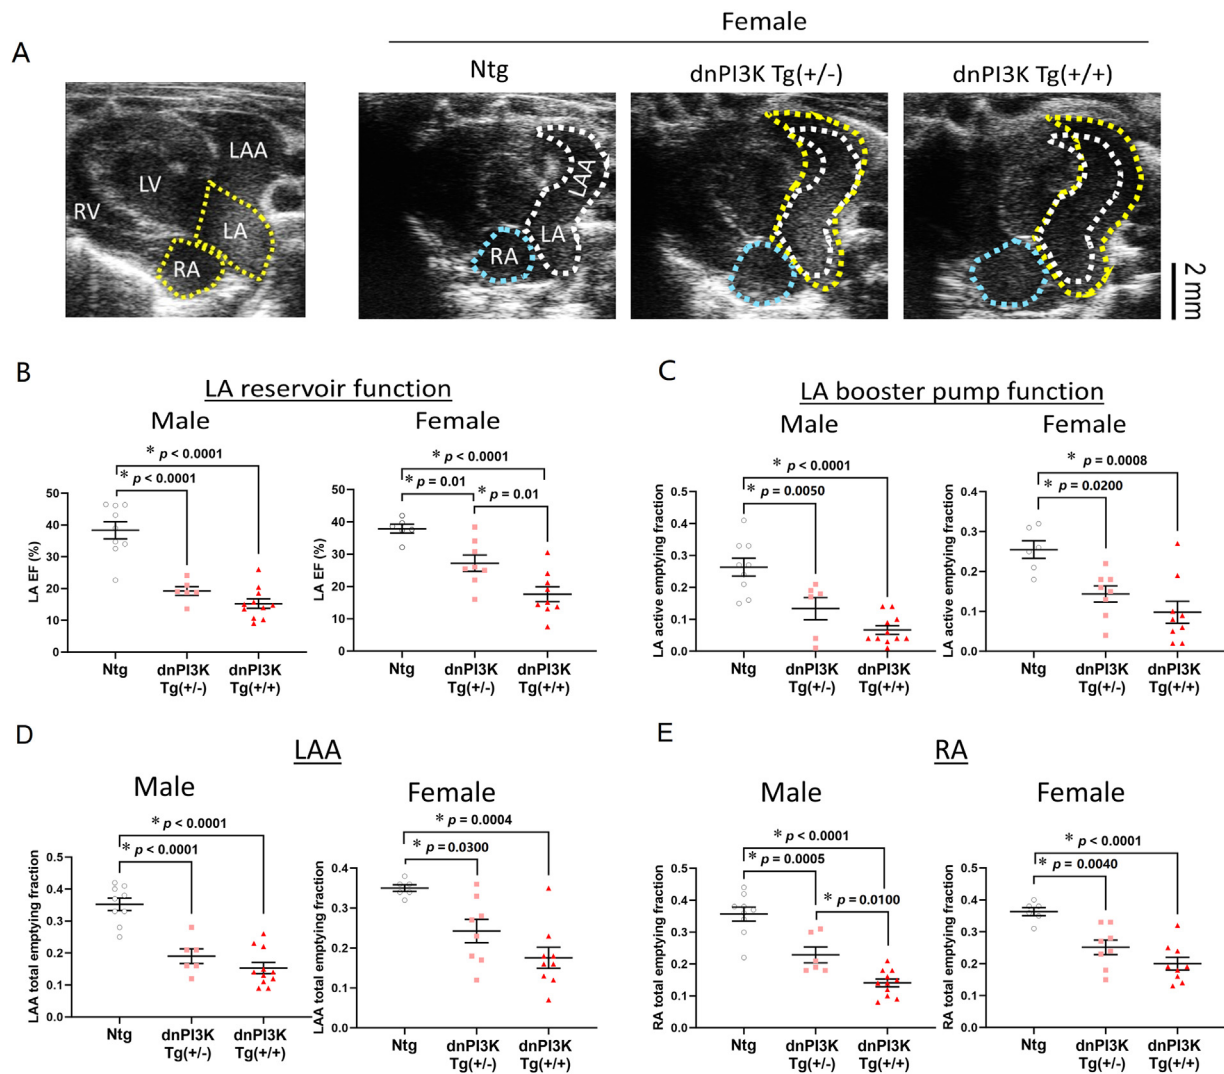 A
Female
Ntg
dnPI3K Tg(+/-)
dnPI3K Tg(+/+)
LAA
LV
RV
LA
RA
LAA
LA
RA
2 mm
B
LA reservoir function
Male
Female
* p < 0.0001
* p < 0.0001
LA EF (%)
50
40
30
20
10
0
Ntg
dnPI3K
Tg(+/-)
dnPI3K
Tg(+/+)
* p < 0.0001
* p = 0.01
* p = 0.01
LA EF (%)
50
40
30
20
10
0
Ntg
dnPI3K
Tg(+/-)
dnPI3K
Tg(+/+)
C
LA booster pump function
Male
Female
* p < 0.0001
* p = 0.0050
LA active emptying fraction
0.5
0.4
0.3
0.2
0.1
0.0
Ntg
dnPI3K
Tg(+/-)
dnPI3K
Tg(+/+)
* p = 0.0008
* p = 0.0200
LA active emptying fraction
0.4
0.3
0.2
0.1
0.0
Ntg
dnPI3K
Tg(+/-)
dnPI3K
Tg(+/+)
D
LAA
Male
Female
* p < 0.0001
* p < 0.0001
LAA total emptying fraction
0.5
0.4
0.3
0.2
0.1
0.0
Ntg
dnPI3K
Tg(+/-)
dnPI3K
Tg(+/+)
* p = 0.0004
* p = 0.0300
LAA total emptying fraction
0.4
0.3
0.2
0.1
0.0
Ntg
dnPI3K
Tg(+/-)
dnPI3K
Tg(+/+)
E
RA
Male
Female
* p < 0.0001
* p = 0.0005
* p = 0.0100
RA total emptying fraction
0.5
0.4
0.3
0.2
0.1
0.0
Ntg
dnPI3K
Tg(+/-)
dnPI3K
Tg(+/+)
* p < 0.0001
* p = 0.0040
RA total emptying fraction
0.5
0.4
0.3
0.2
0.1
0.0
Ntg
dnPI3K
Tg(+/-)
dnPI3K
Tg(+/+)